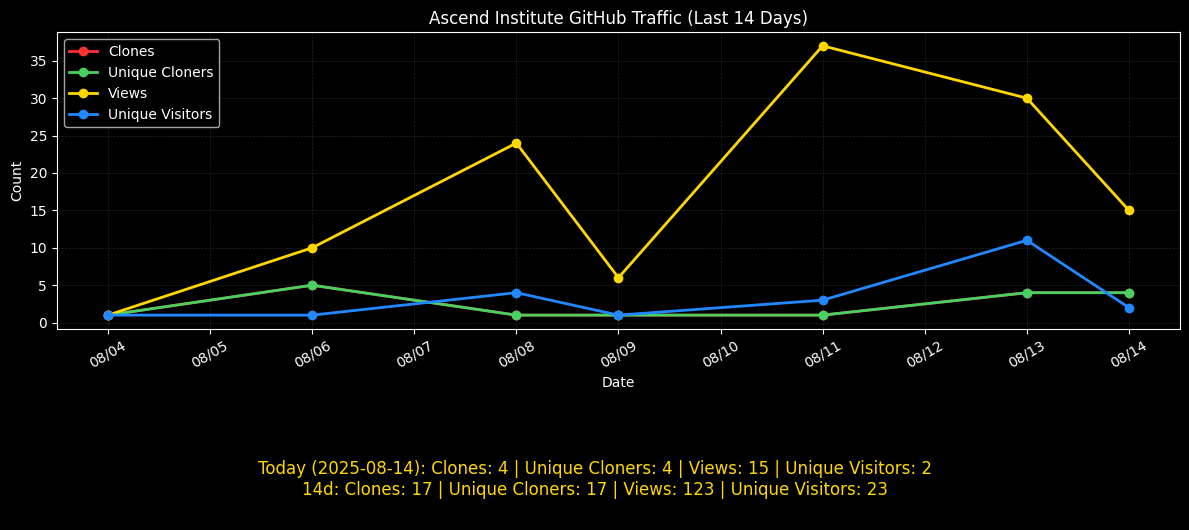 Ascend Institute GitHub Traffic (Last 14 Days)
Clones
Unique Cloners
Views
Unique Visitors
Count
35
30
25
20
15
10
5
0
08/04 08/05 08/06 08/07 08/08 08/09 08/10 08/11 08/12 08/13 08/14
Date
Today (2025-08-14): Clones: 4 | Unique Cloners: 4 | Views: 15 | Unique Visitors: 2
14d: Clones: 17 | Unique Cloners: 17 | Views: 123 | Unique Visitors: 23